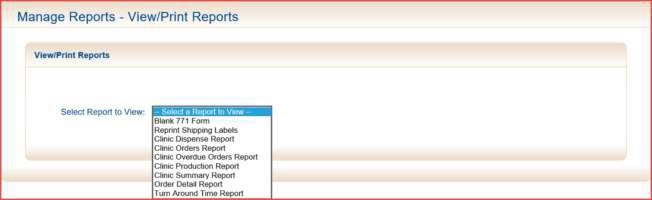 Manage Reports - View/Print Reports
View/Print Reports
Select Report to View:
-- Select a Report to View --
Blank 771 Form
Reprint Shipping Labels
Clinic Dispense Report
Clinic Orders Report
Clinic Overdue Orders Report
Clinic Production Report
Clinic Summary Report
Order Detail Report
Turn Around Time Report